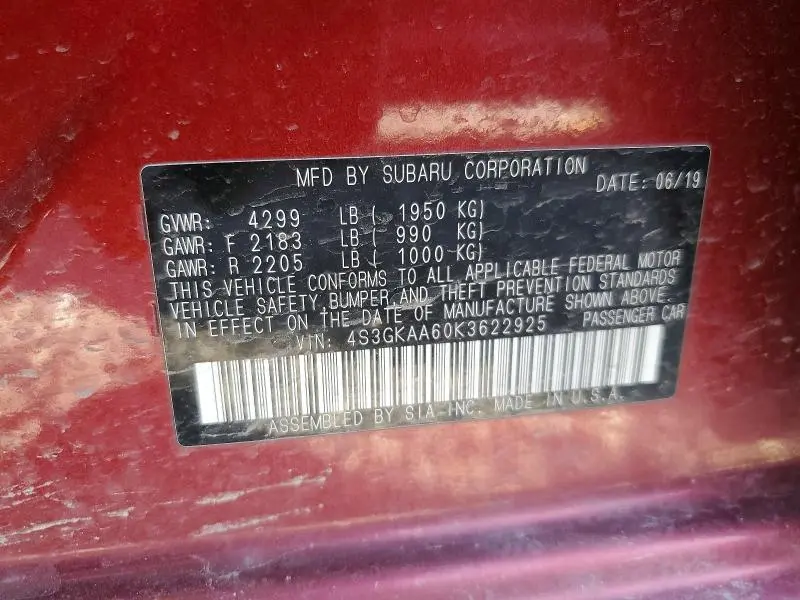 MFD BY SUBARU CORPORATION DATE: 06/19
GVWR: 4299 LB ( 1950 KG)
GAWR: F 2183 LB ( 990 KG)
GAWR: R 2205 LB ( 1000 KG)
THIS VEHICLE CONFORMS TO ALL APPLICABLE FEDERAL MOTOR
VEHICLE SAFETY, BUMPER, AND THEFT PREVENTION STANDARDS
IN EFFECT ON THE DATE OF MANUFACTURE SHOWN ABOVE.
VIN: 4S3GKAA60K3622925 PASSENGER CAR
ASSEMBLED BY SIA, INC. MADE IN U.S.A.